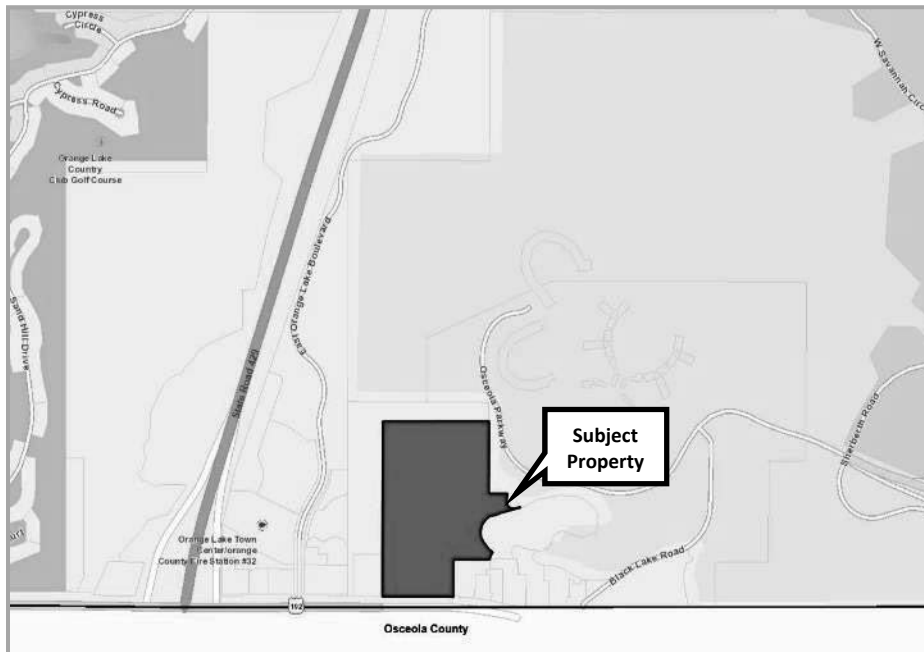 Cypress
Circle
Cypress Road
W Savannah Circ
Orange Lake
Country
Club Golf Course
East Orange Lake Boulevard
Sand Hill Drive
State Road 429
Osceola Parkway
Subject
Property
Sherberth Road
Orange Lake Town
Center/orange
County Fire Station #32
Black Lake Road
192
Osceola County